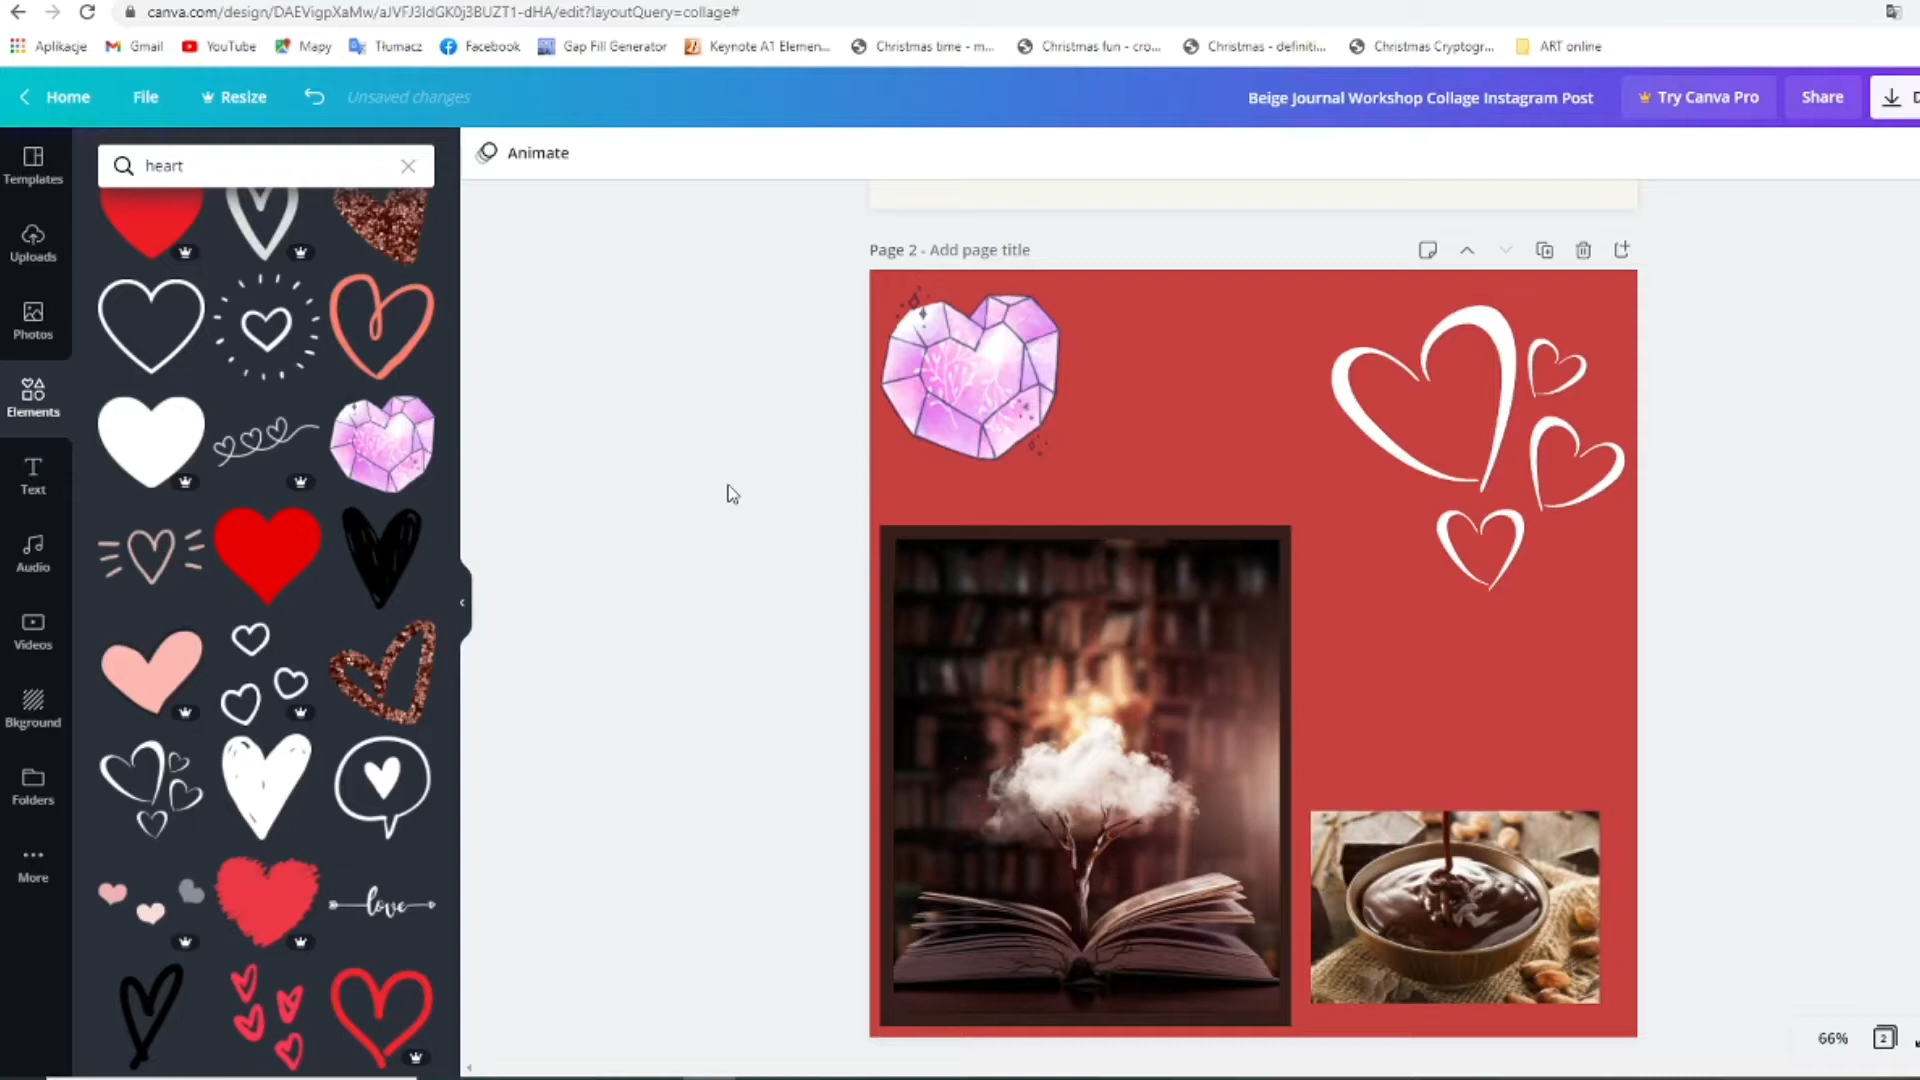 canva.com/design/DAEVigpXaMw/aJVFJ3IdGK0j3BUZT1-dHA/edit?layoutQuery=collage#
Aplikacje Gmail YouTube Mapy Tłumacz Facebook Gap Fill Generator Keynote A1 Elemen... Christmas time - m... Christmas fun - cro... Christmas - definiti... Christmas Cryptogr... ART online
Home File Resize Unsaved changes Beige Journal Workshop Collage Instagram Post Try Canva Pro Share
heart
Animate
Templates
Uploads
Photos
Elements
Text
Audio
Videos
Bkground
Folders
More
love
Page 2 - Add page title
66% 2